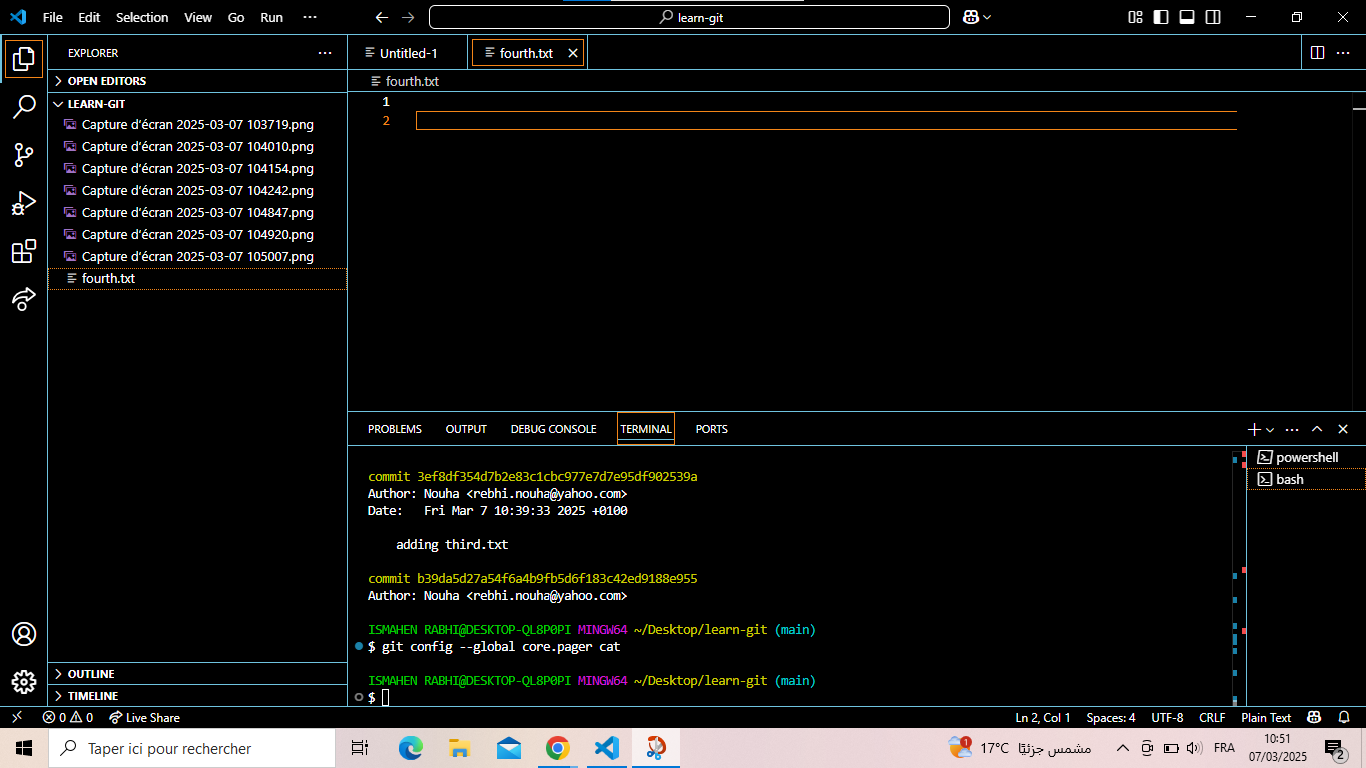 File Edit Selection View Go Run ···
learn-git
EXPLORER
Untitled-1
fourth.txt
OPEN EDITORS
fourth.txt
LEARN-GIT
Capture d'écran 2025-03-07 103719.png
Capture d'écran 2025-03-07 104010.png
Capture d'écran 2025-03-07 104154.png
Capture d'écran 2025-03-07 104242.png
Capture d'écran 2025-03-07 104847.png
Capture d'écran 2025-03-07 104920.png
Capture d'écran 2025-03-07 105007.png
fourth.txt
1
2
PROBLEMS OUTPUT DEBUG CONSOLE TERMINAL PORTS
powershell
bash
commit 3ef8df354d7b2e83c1cbc977e7d7e95df902539a
Author: Nouha <rebhi.nouha@yahoo.com>
Date:   Fri Mar 7 10:39:33 2025 +0100
adding third.txt
commit b39da5d27a54f6a4b9fb5d6f183c42ed9188e955
Author: Nouha <rebhi.nouha@yahoo.com>
ISMAHEN RABHI@DESKTOP-QL8P0PI MINGW64 ~/Desktop/learn-git (main)
$ git config --global core.pager cat
ISMAHEN RABHI@DESKTOP-QL8P0PI MINGW64 ~/Desktop/learn-git (main)
$
OUTLINE
TIMELINE
0 0 Live Share
Ln 2, Col 1 Spaces: 4 UTF-8 CRLF Plain Text
Taper ici pour rechercher
1
17°C مشمس جزئيًا
FRA
10:51
07/03/2025
2